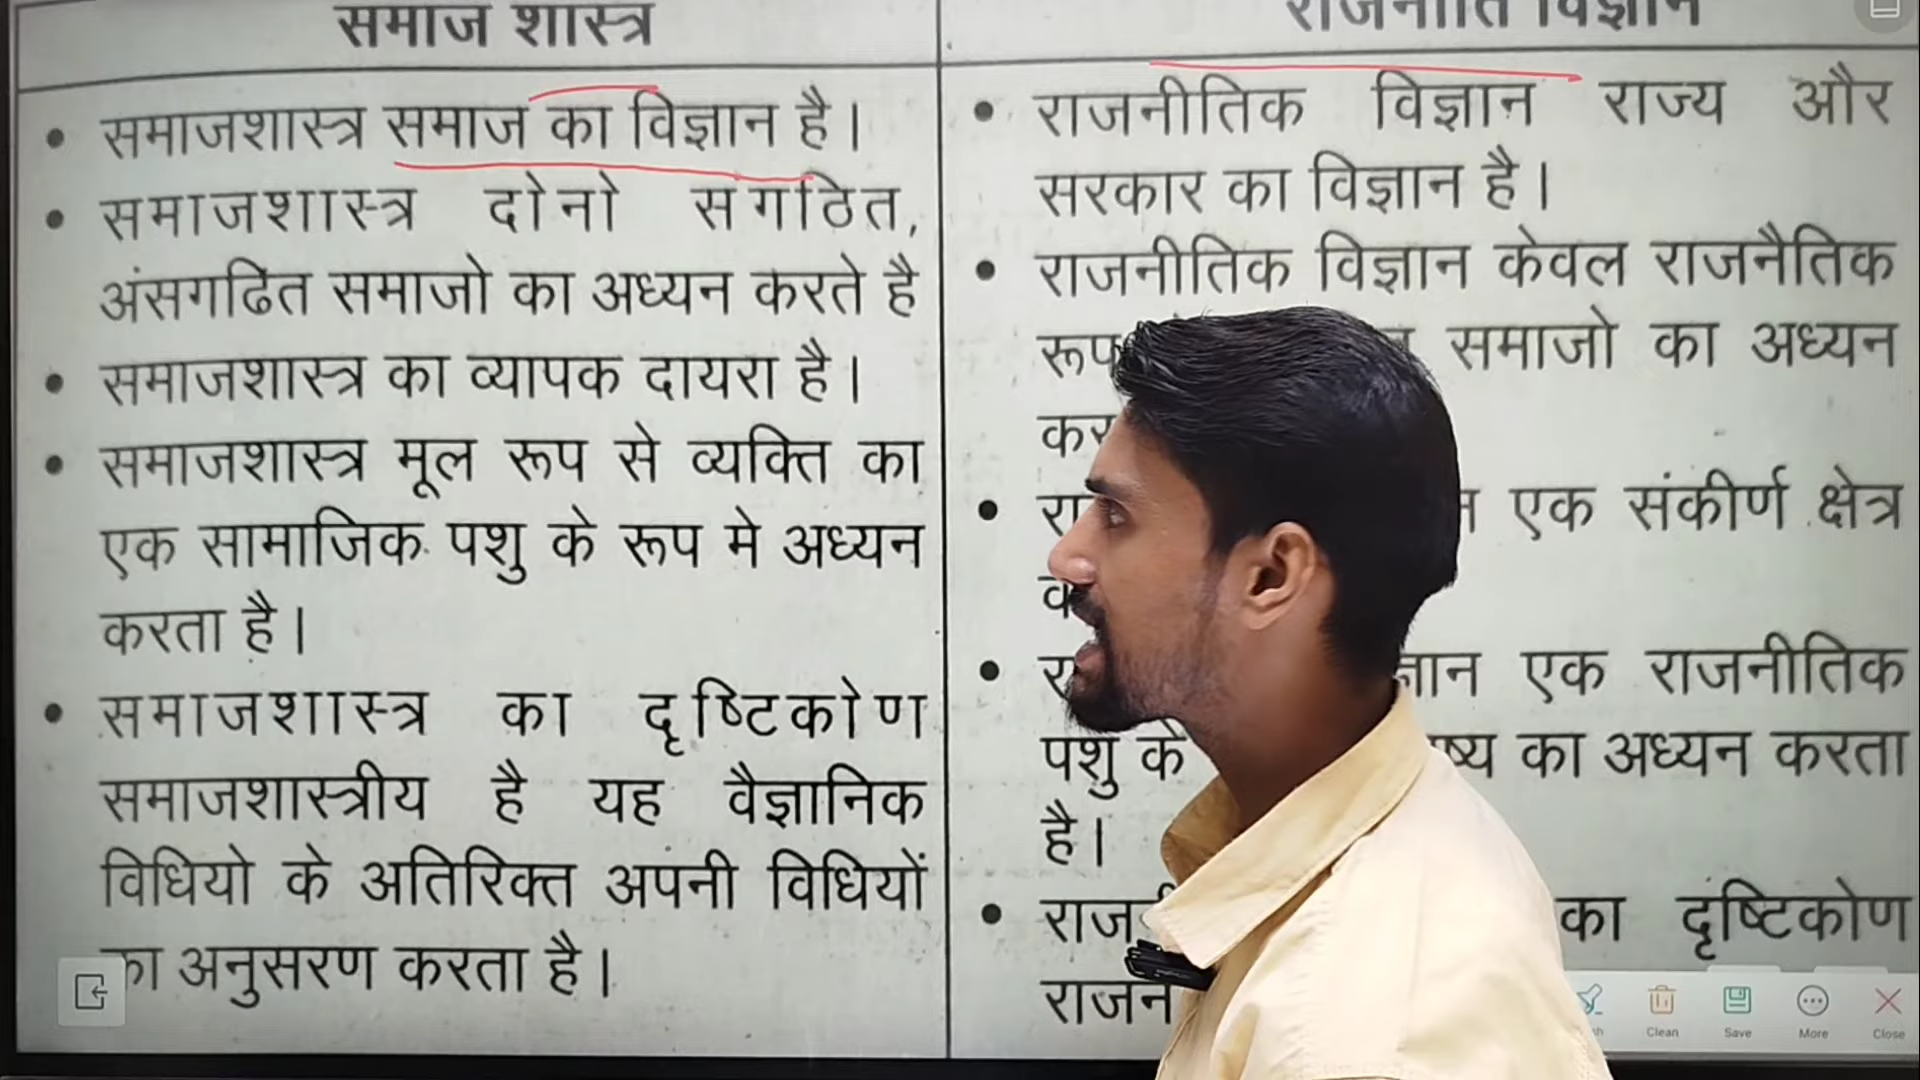 समाज शास्त्र
समाजशास्त्र समाज का विज्ञान है।
समाजशास्त्र दोनो सगठित,
अंसगढित समाजो का अध्यन करते है
समाजशास्त्र का व्यापक दायरा है।
समाजशास्त्र मूल रूप से व्यक्ति का
एक सामाजिक पशु के रूप मे अध्यन
करता है।
समाजशास्त्र का दृष्टिकोण
समाजशास्त्रीय है यह वैज्ञानिक
विधियो के अतिरिक्त अपनी विधियों
का अनुसरण करता है।
राजनीति विज्ञान
राजनीतिक विज्ञान राज्य और
सरकार का विज्ञान है।
राजनीतिक विज्ञान केवल राजनैतिक
रूप समाजो का अध्यन
एक संकीर्ण क्षेत्र
एक राजनीतिक
पशु के का अध्यन करता
है।
का दृष्टिकोण
Clean
Save
More
Close